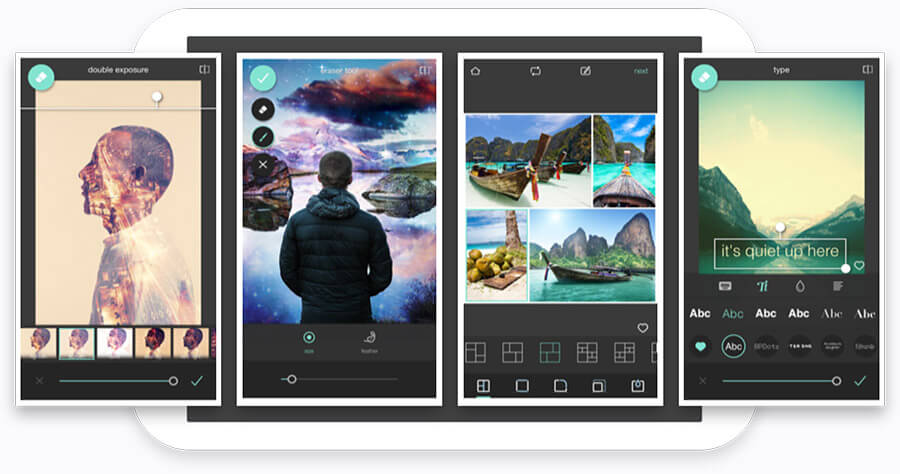 double exposure
eraser tool
size
feather
next
type
it's quiet up here
Abc Abc Abc Abc Abc Abc
Abc BPDots